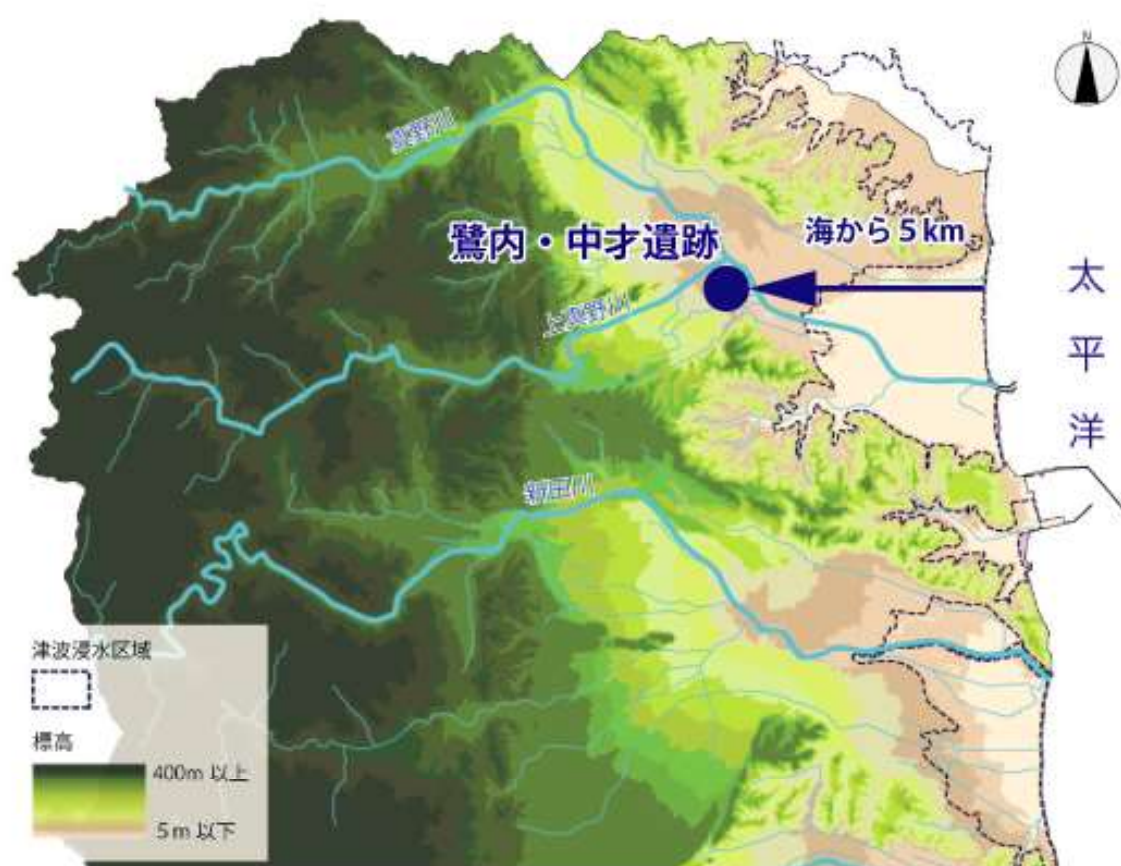 N
真野川
鷺内・中才遺跡
海から5km
上真野川
太平洋
新田川
津波浸水区域
標高
400m 以上
5m 以下